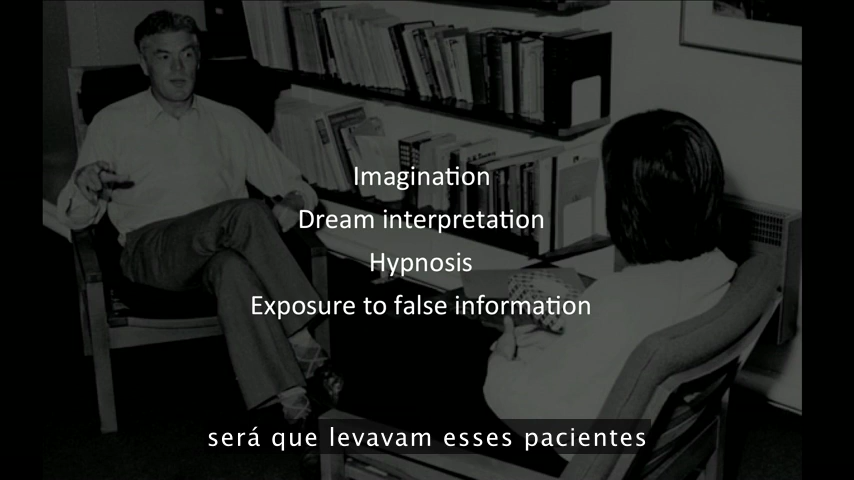 Imagination
Dream interpretation
Hypnosis
Exposure to false information
será que levavam esses pacientes